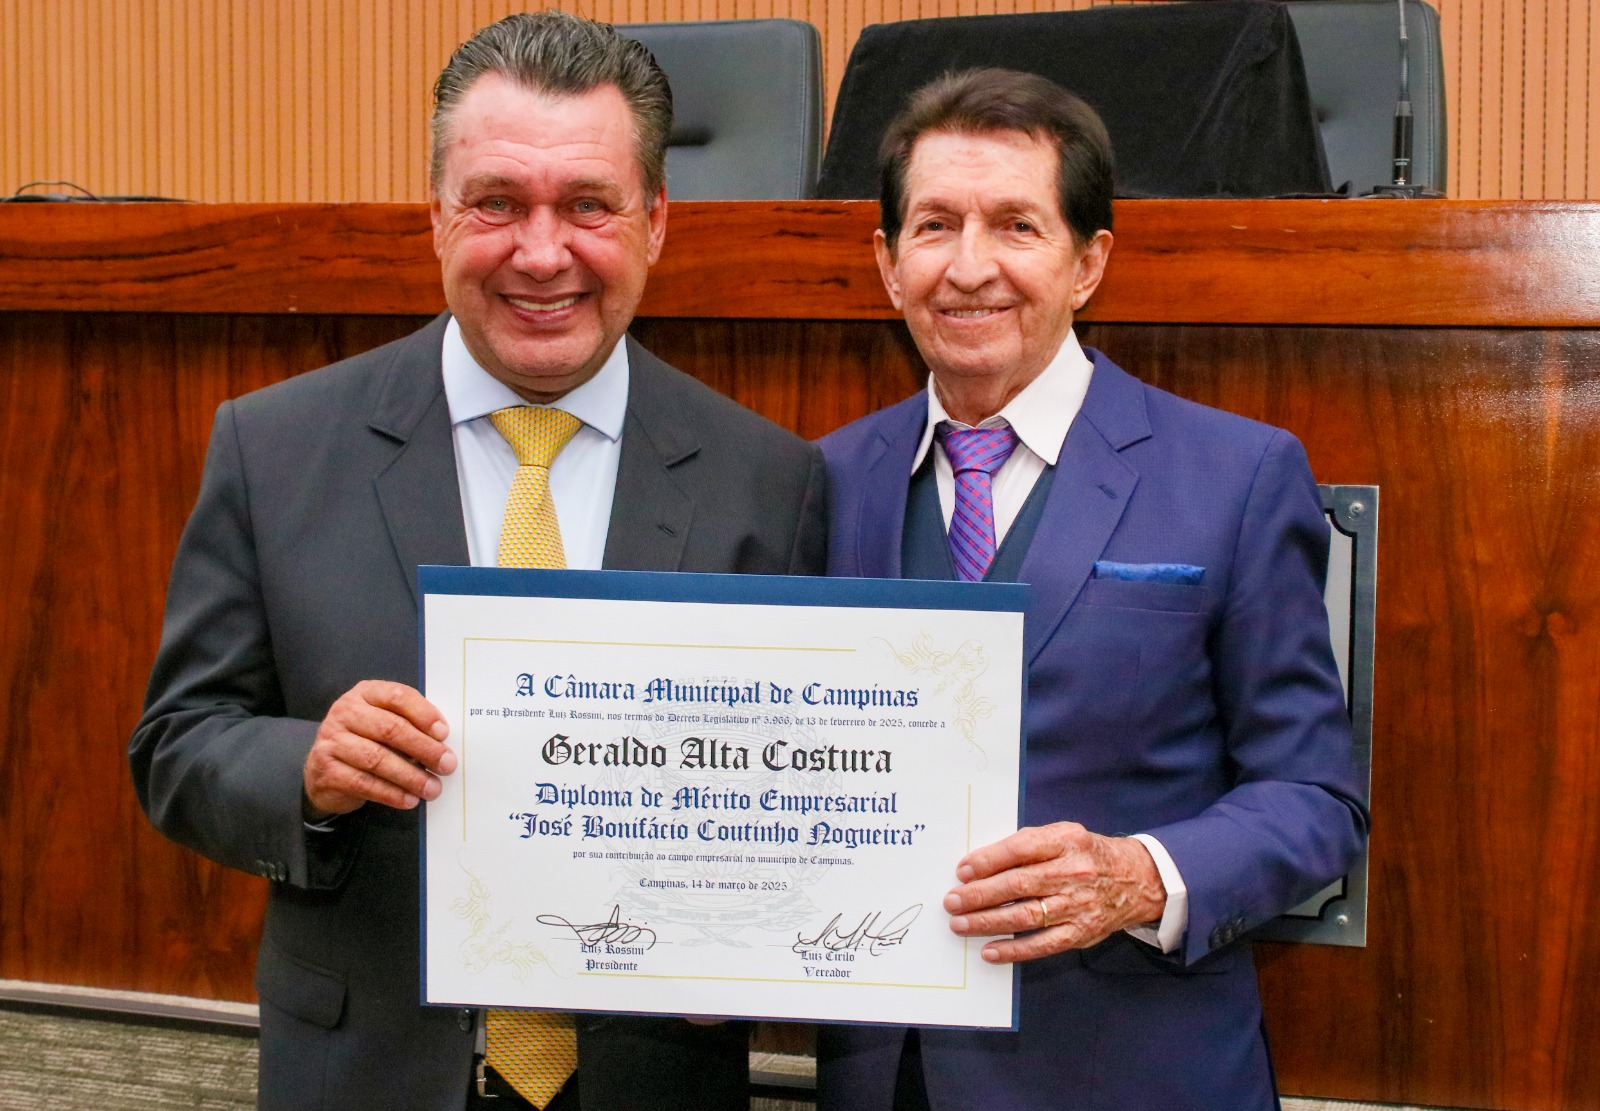 A Câmara Municipal de Campinas
por seu Presidente Luiz Rossini, nos termos do Decreto Legislativo nº 5.966, de 13 de fevereiro de 2025, concede a
Geraldo Alta Costura
Diploma de Mérito Empresarial
“José Bonifácio Coutinho Nogueira”
por sua contribuição ao campo empresarial no município de Campinas.
Campinas, 14 de março de 2025
Luiz Rossini
Presidente
Luiz Cirilo
Vereador